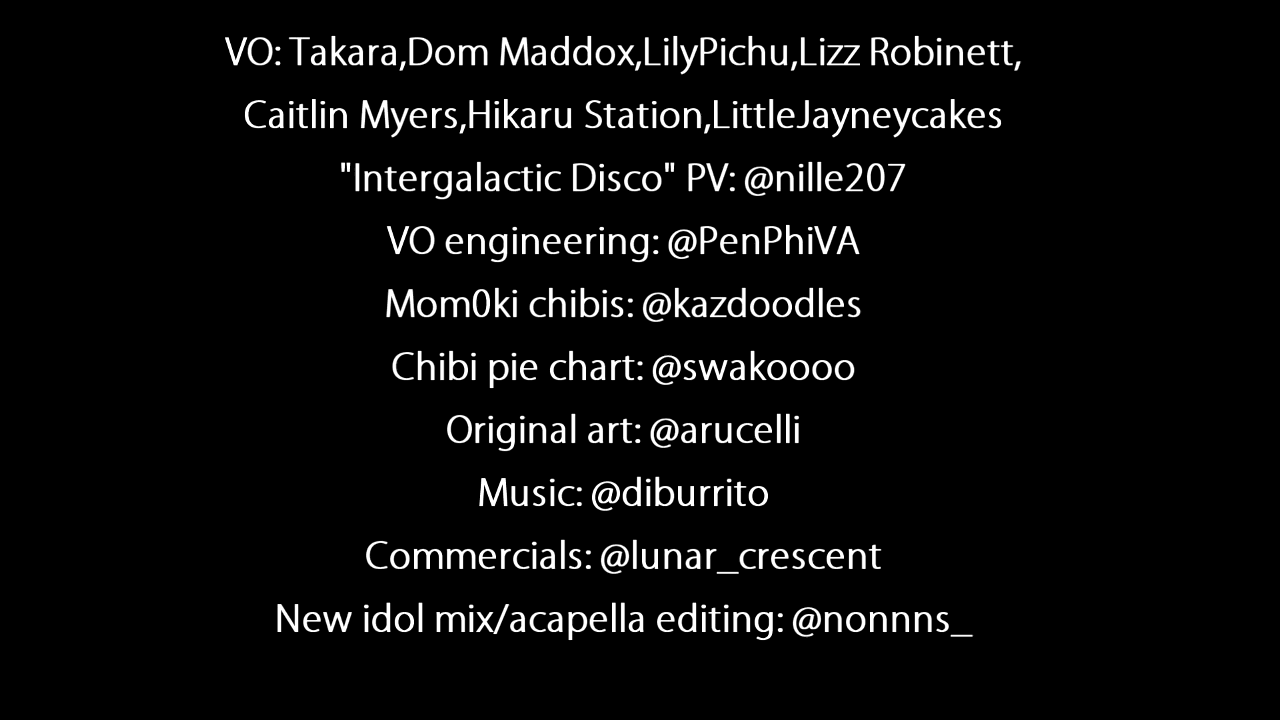 VO: Takara,Dom Maddox,LilyPichu,Lizz Robinett,
Caitlin Myers,Hikaru Station,LittleJayneycakes
"Intergalactic Disco" PV: @nille207
VO engineering: @PenPhiVA
Mom0ki chibis: @kazdoodles
Chibi pie chart: @swakoooo
Original art: @arucelli
Music: @diburrito
Commercials: @lunar_crescent
New idol mix/acapella editing: @nonnns_